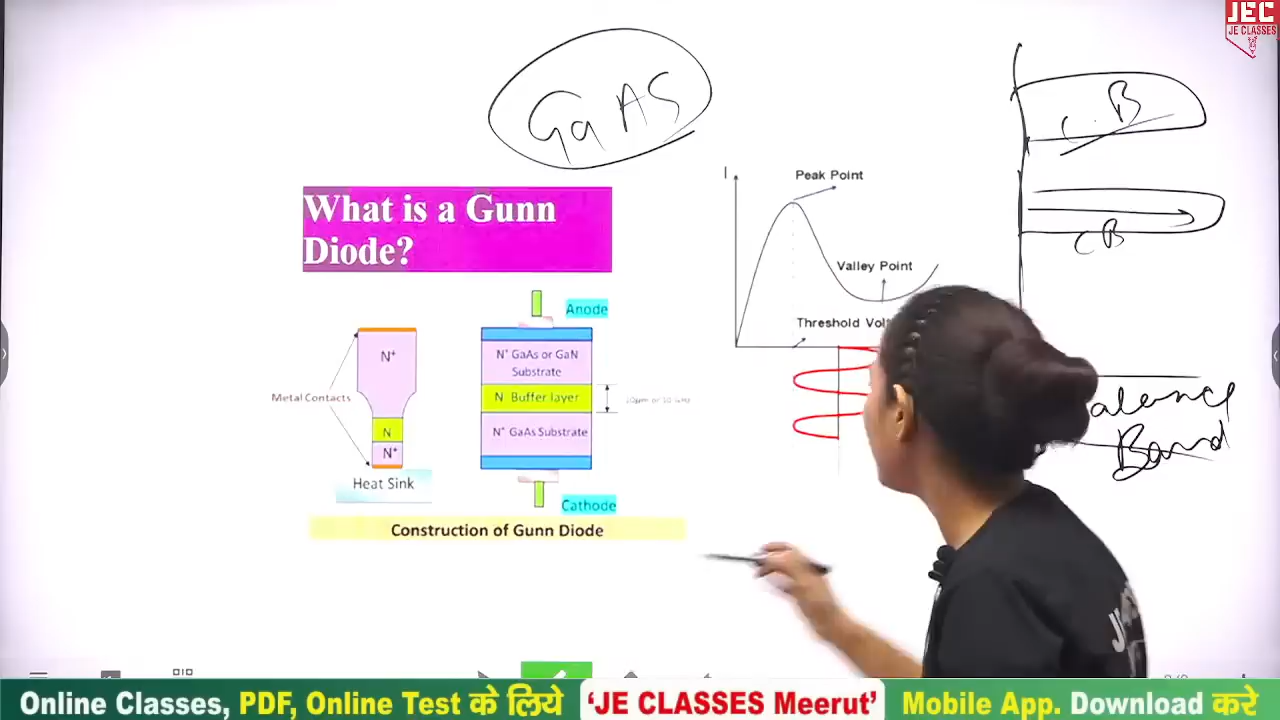 JEC
JE CLASSES
GaAS
C.B
I
Peak Point
What is a Gunn
Diode?
CB
Valley Point
Anode
Threshold
N⁺
N⁺ GaAs or GaN
Substrate
Metal Contacts
N Buffer layer
N
N⁺ GaAs Substrate
N⁺
alence
Band
Heat Sink
Cathode
Construction of Gunn Diode
Online Classes, PDF, Online Test के लिये 'JE CLASSES Meerut' Mobile App. Download करे